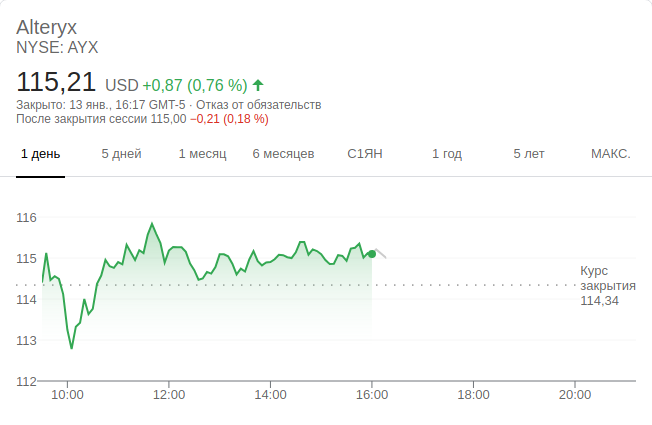 Alteryx
NYSE: AYX
115,21 USD +0,87 (0,76 %)
Закрыто: 13 янв., 16:17 GMT-5 · Отказ от обязательств
После закрытия сессии 115,00 −0,21 (0,18 %)
1 день 5 дней 1 месяц 6 месяцев С1ЯН 1 год 5 лет МАКС.
116
115
Курс
закрытия
114,34
114
113
112
10:00 12:00 14:00 16:00 18:00 20:00